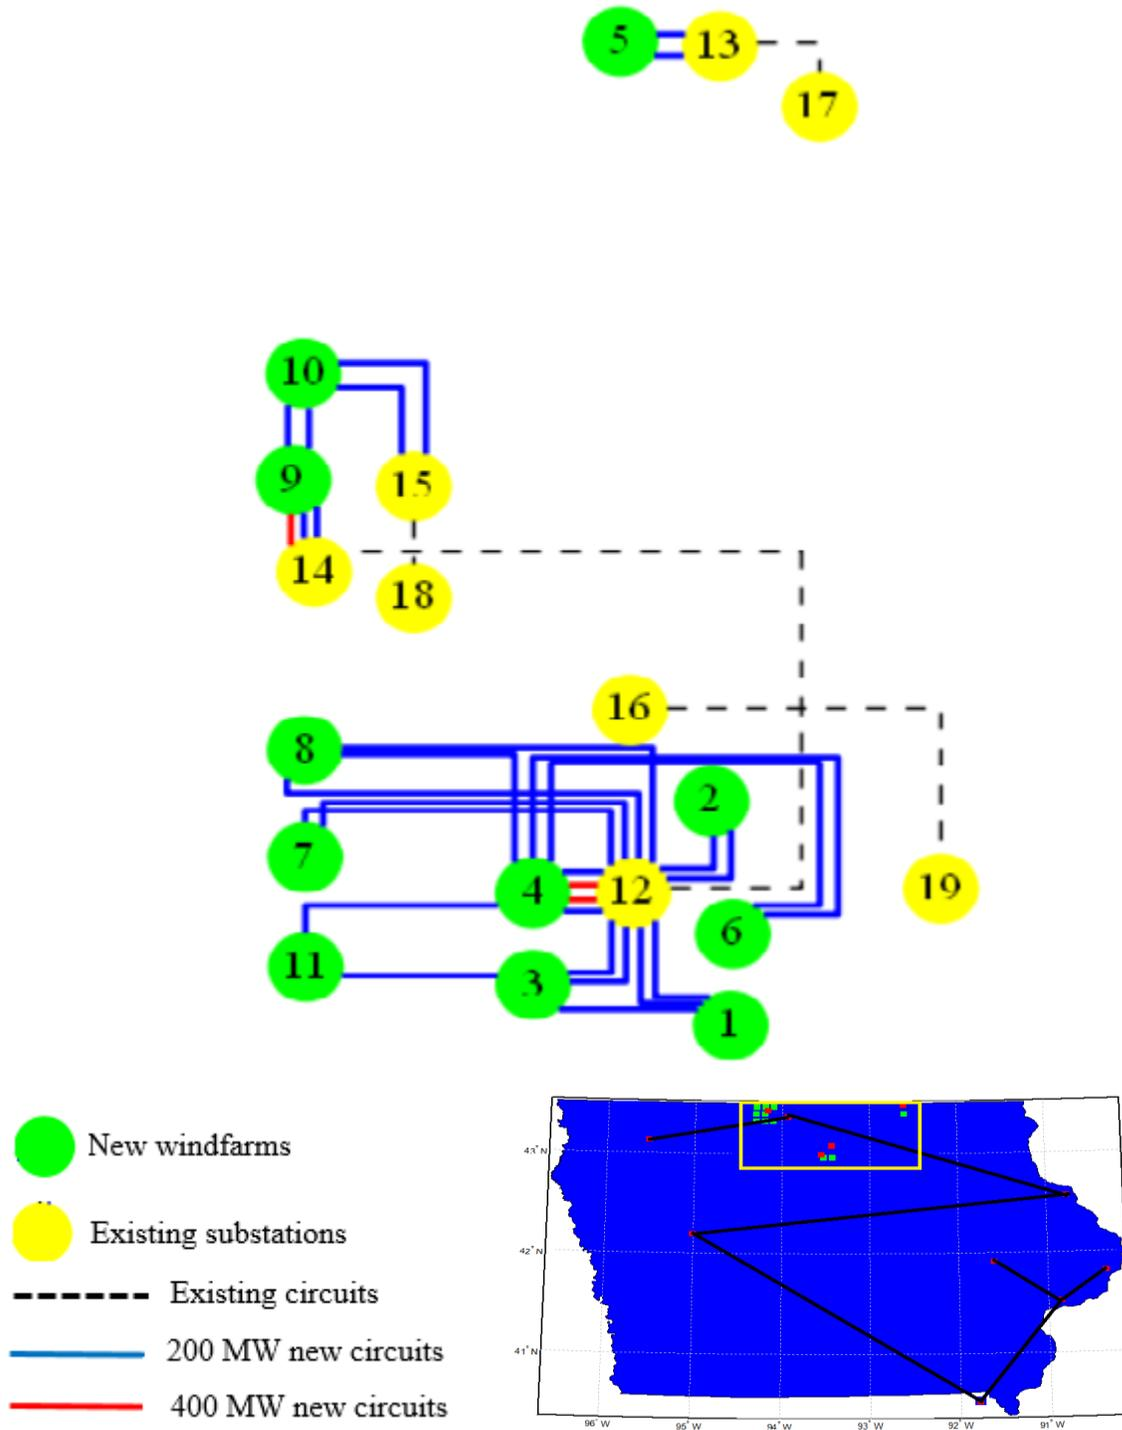 5
13
17
10
9
15
14
18
16
8
2
7
4
12
19
6
11
3
1
New windfarms
Existing substations
Existing circuits
200 MW new circuits
400 MW new circuits
43° N
42° N
41° N
96° W
95° W
94° W
93° W
92° W
91° W